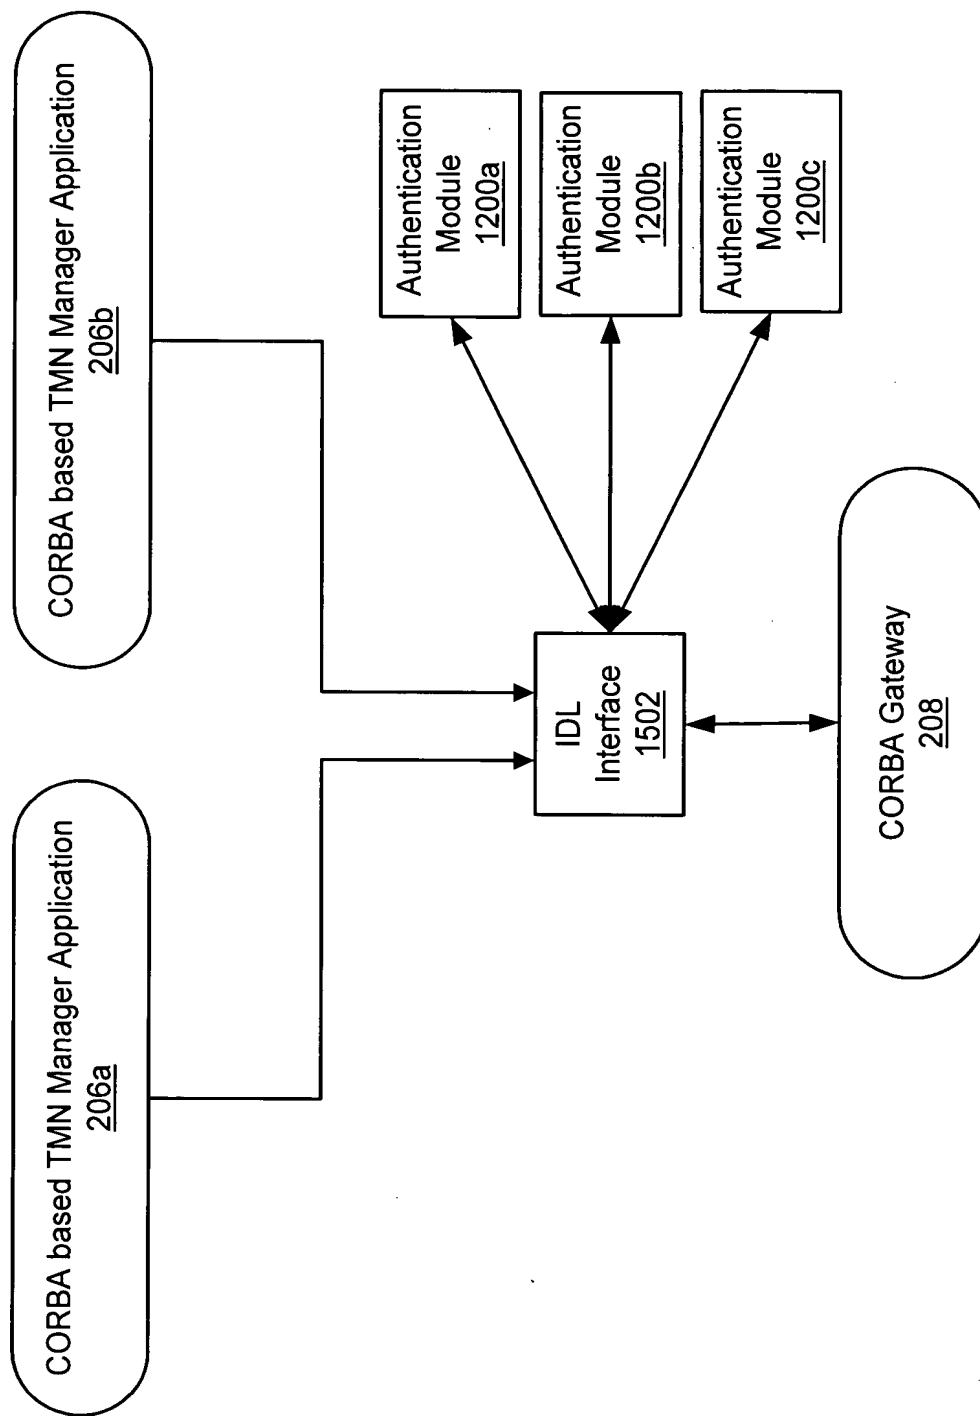 CORBA based TMN Manager Application
206a
CORBA based TMN Manager Application
206b
IDL
Interface
1502
Authentication
Module
1200a
Authentication
Module
1200b
Authentication
Module
1200c
CORBA Gateway
208